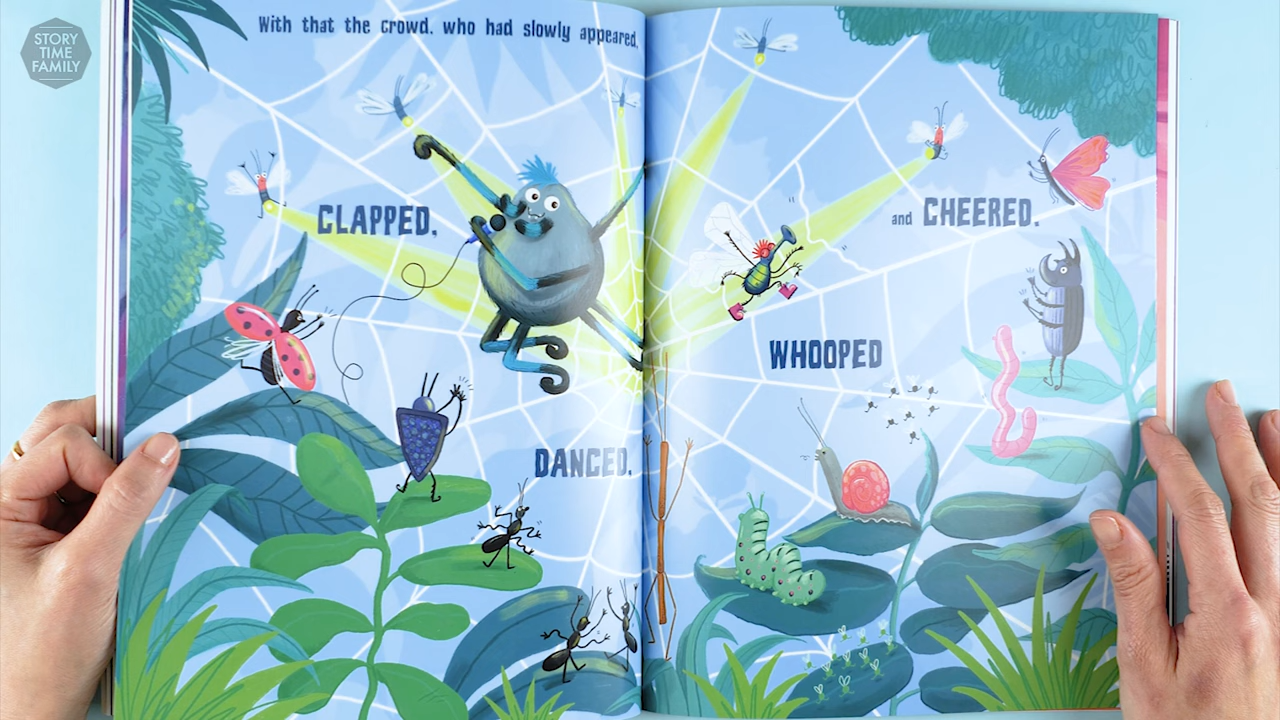 STORY
TIME
FAMILY
With that the crowd, who had slowly appeared,
CLAPPED,
DANCED,
WHOOPED
and CHEERED.